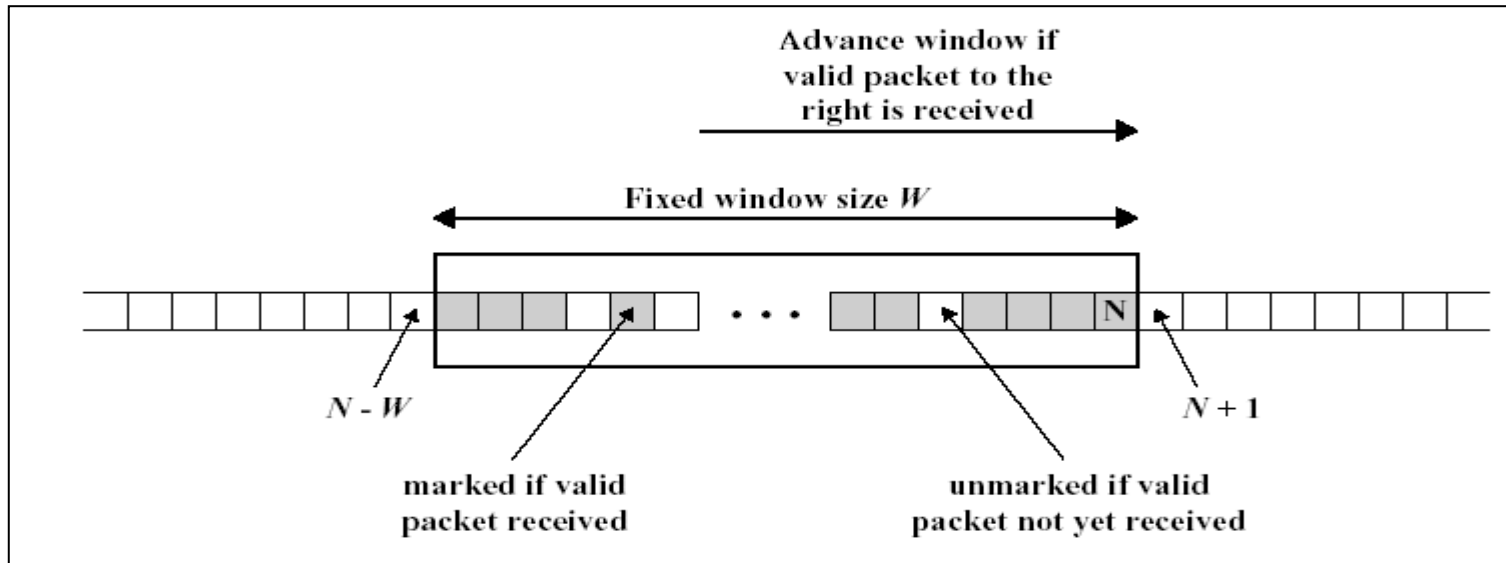 Advance window if
valid packet to the
right is received
Fixed window size W
• • •
N
N - W
N + 1
marked if valid
packet received
unmarked if valid
packet not yet received